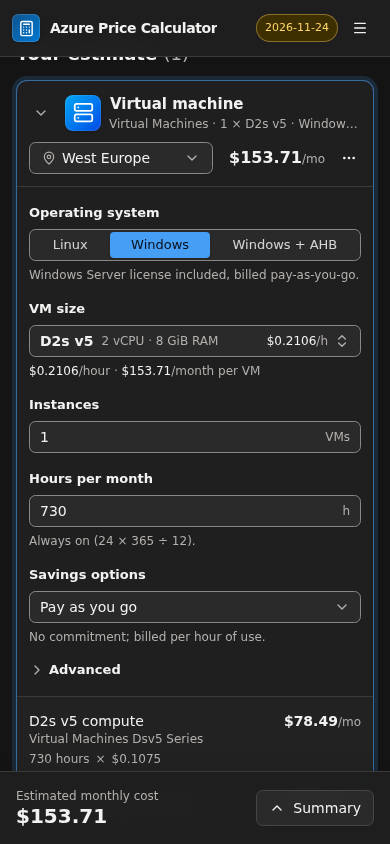 Azure Price Calculator
2026-11-24
Your estimate (1)
Virtual machine
Virtual Machines · 1 × D2s v5 · Window...
West Europe
$153.71/mo
Operating system
Linux
Windows
Windows + AHB
Windows Server license included, billed pay-as-you-go.
VM size
D2s v5 2 vCPU · 8 GiB RAM $0.2106/h
$0.2106/hour · $153.71/month per VM
Instances
1 VMs
Hours per month
730 h
Always on (24 × 365 ÷ 12).
Savings options
Pay as you go
No commitment; billed per hour of use.
Advanced
D2s v5 compute $78.49/mo
Virtual Machines Dsv5 Series
730 hours × $0.1075
Estimated monthly cost
$153.71
Summary